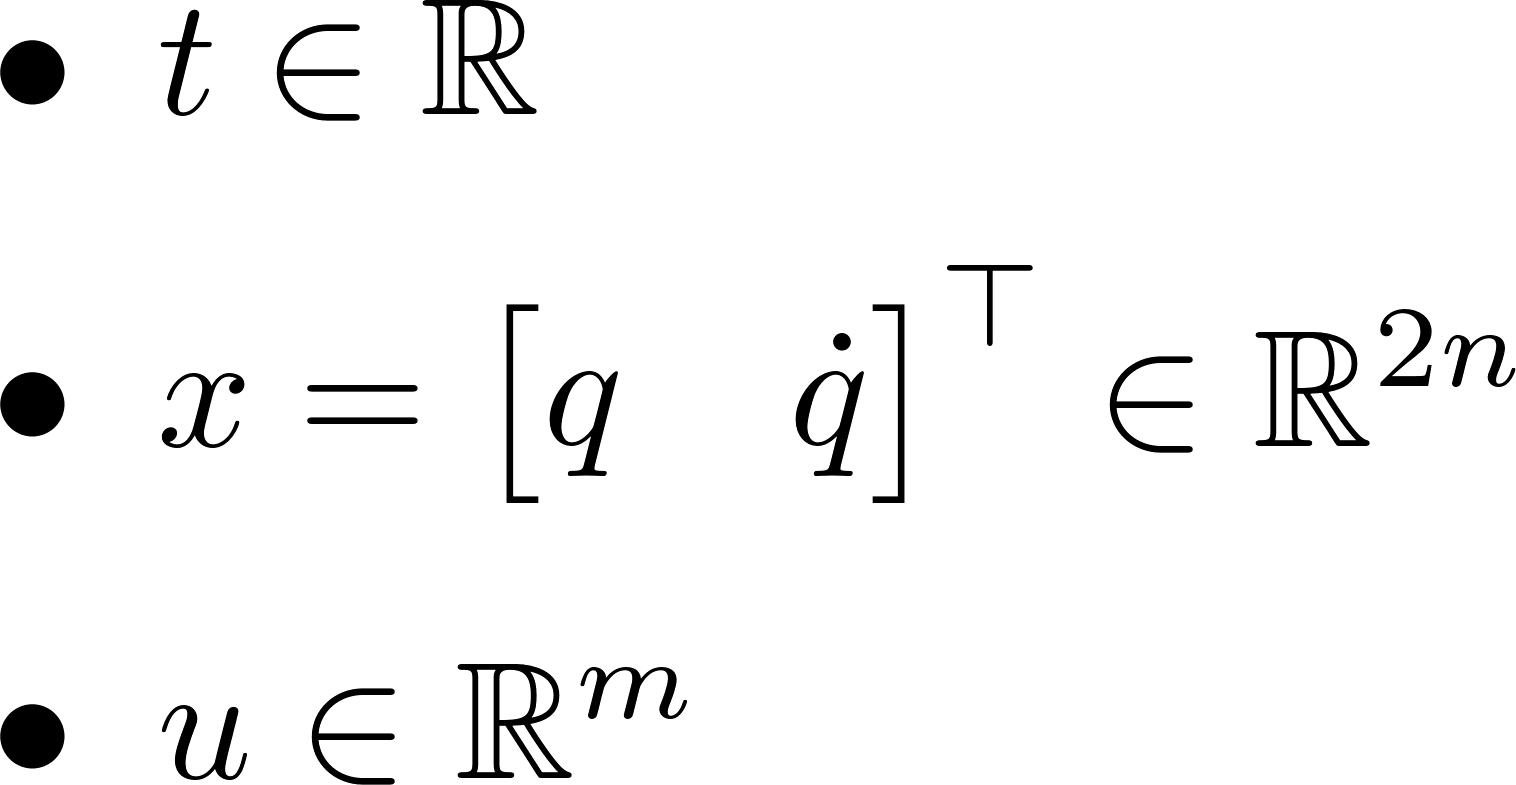 • t ∈ ℝ
• x = [q q̇]^⊤ ∈ ℝ^{2n}
• u ∈ ℝ^m